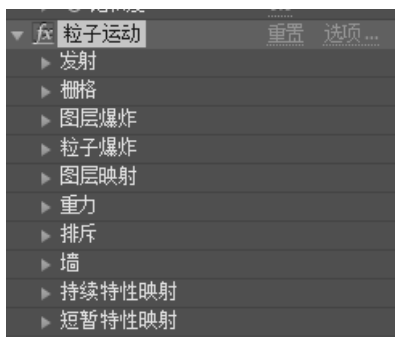 fx 粒子运动 重置 选项...
发射
栅格
图层爆炸
粒子爆炸
图层映射
重力
排斥
墙
持续特性映射
短暂特性映射